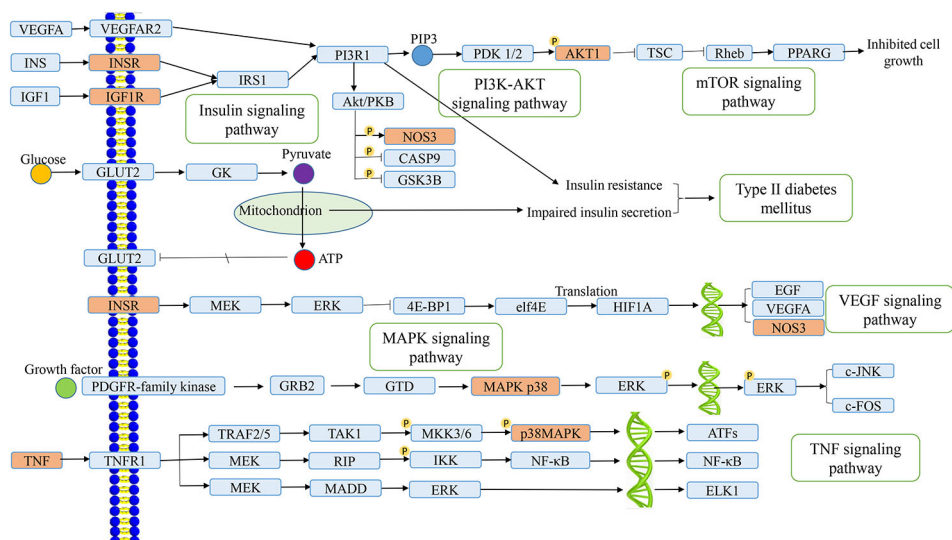 VEGFA VEGFAR2 PI3R1 PIP3 PDK 1/2 P AKT1 TSC Rheb PPARG Inhibited cell
growth
INS INSR IRS1
IGF1 IGF1R
Insulin signaling
pathway
PI3K-AKT
signaling pathway
mTOR signaling
pathway
Akt/PKB
P NOS3
P CASP9
P GSK3B
Glucose GLUT2 GK Pyruvate
Mitochondrion
Insulin resistance
Impaired insulin secretion
Type II diabetes
mellitus
GLUT2 ATP
INSR MEK ERK 4E-BP1 elf4E Translation HIF1A
EGF
VEGFA
NOS3
VEGF signaling
pathway
MAPK signaling
pathway
Growth factor
PDGFR-family kinase GRB2 GTD MAPK p38 ERK P P ERK
c-JNK
c-FOS
TNF TNFR1
TRAF2/5 TAK1 P MKK3/6 P p38MAPK ATFs
MEK RIP P IKK NF-κB NF-κB
MEK MADD ERK ELK1
TNF signaling
pathway